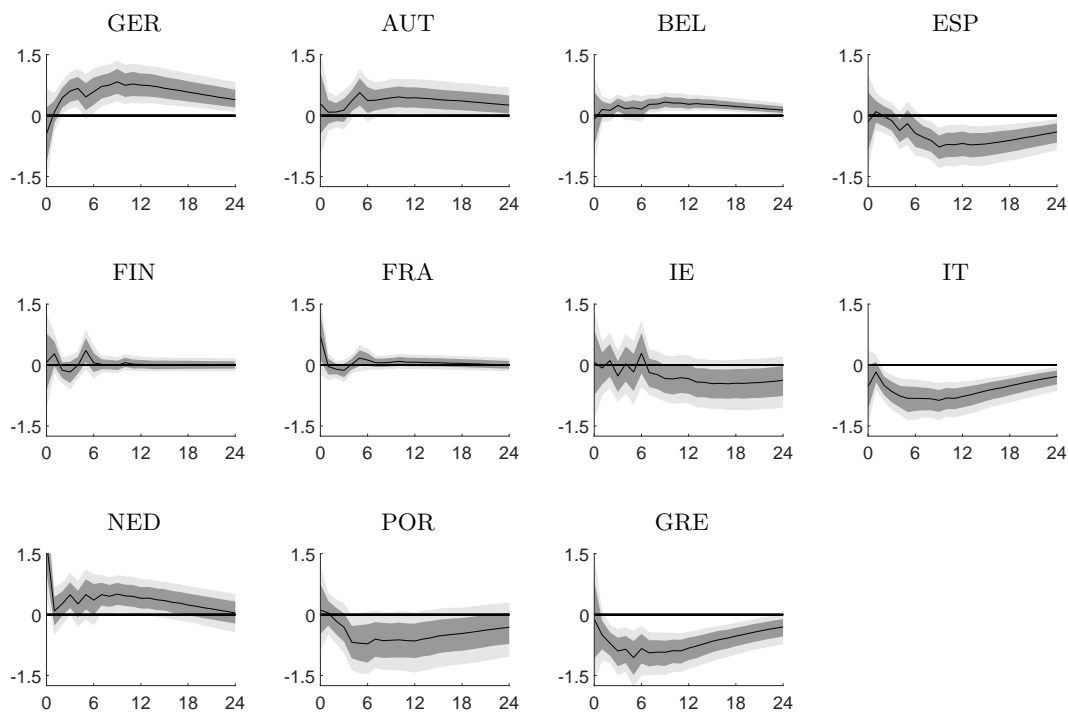 GER AUT BEL ESP
1.5 1.5 1.5 1.5
0 0 0 0
-1.5 -1.5 -1.5 -1.5
0 6 12 18 24 0 6 12 18 24 0 6 12 18 24 0 6 12 18 24
FIN FRA IE IT
1.5 1.5 1.5 1.5
0 0 0 0
-1.5 -1.5 -1.5 -1.5
0 6 12 18 24 0 6 12 18 24 0 6 12 18 24 0 6 12 18 24
NED POR GRE
1.5 1.5 1.5
0 0 0
-1.5 -1.5 -1.5
0 6 12 18 24 0 6 12 18 24 0 6 12 18 24